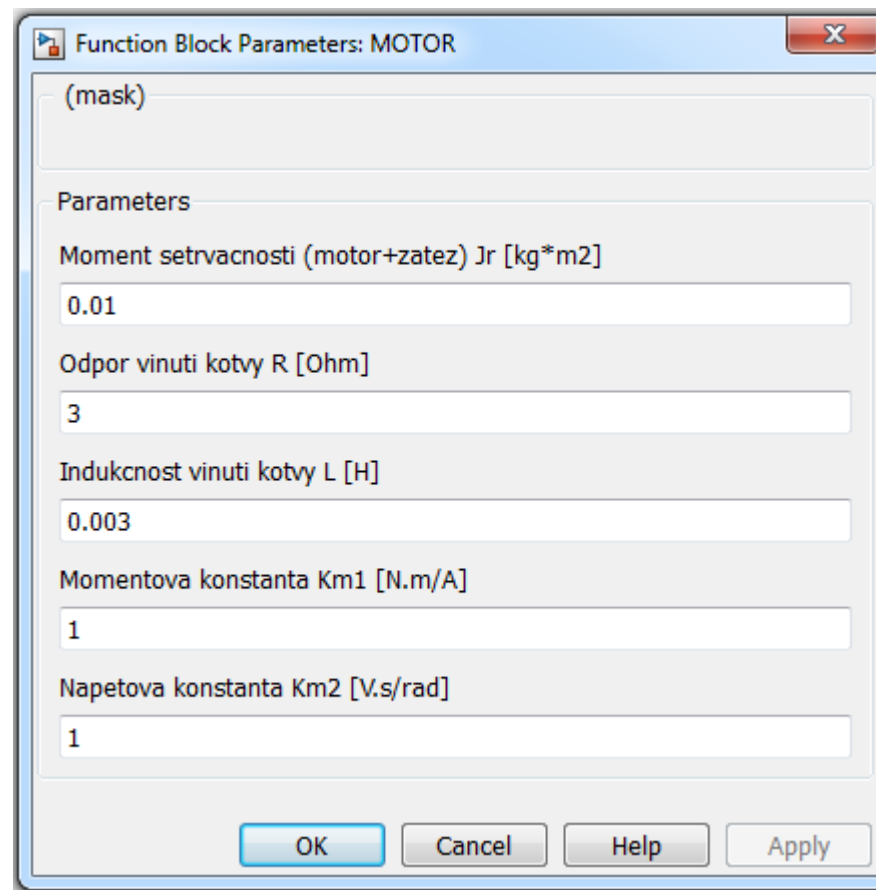 Function Block Parameters: MOTOR
(mask)
Parameters
Moment setrvacnosti (motor+zatez) Jr [kg*m2]
0.01
Odpor vinuti kotvy R [Ohm]
3
Indukcnost vinuti kotvy L [H]
0.003
Momentova konstanta Km1 [N.m/A]
1
Napetova konstanta Km2 [V.s/rad]
1
OK Cancel Help Apply